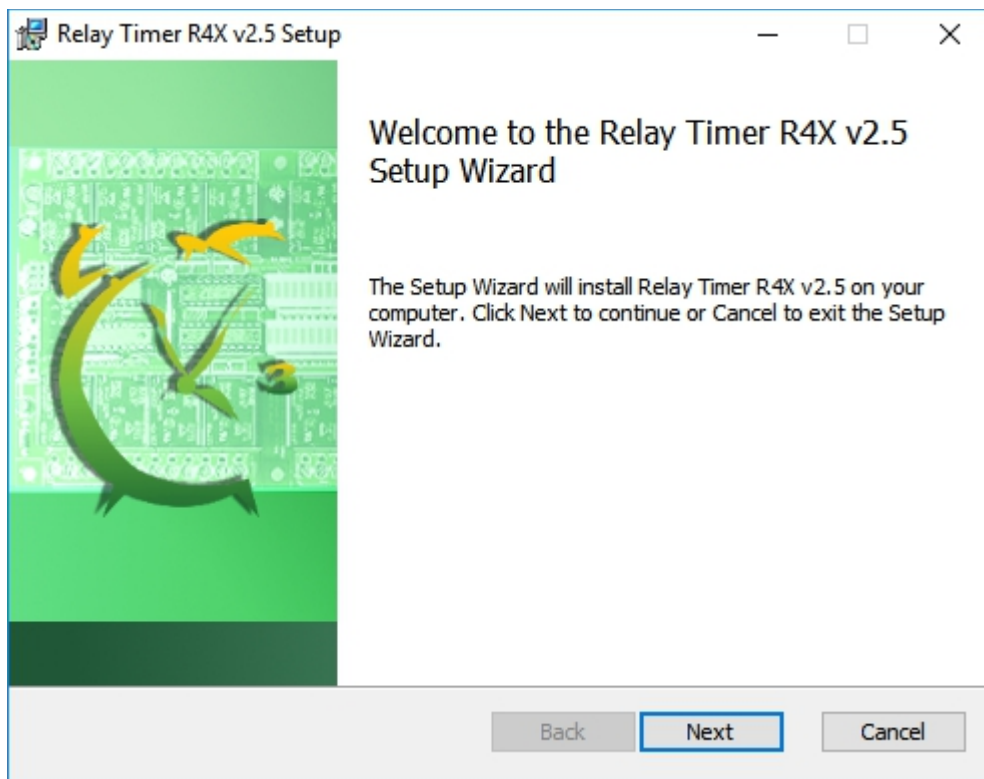 Relay Timer R4X v2.5 Setup
Welcome to the Relay Timer R4X v2.5
Setup Wizard
The Setup Wizard will install Relay Timer R4X v2.5 on your
computer. Click Next to continue or Cancel to exit the Setup
Wizard.
3
Back
Next
Cancel